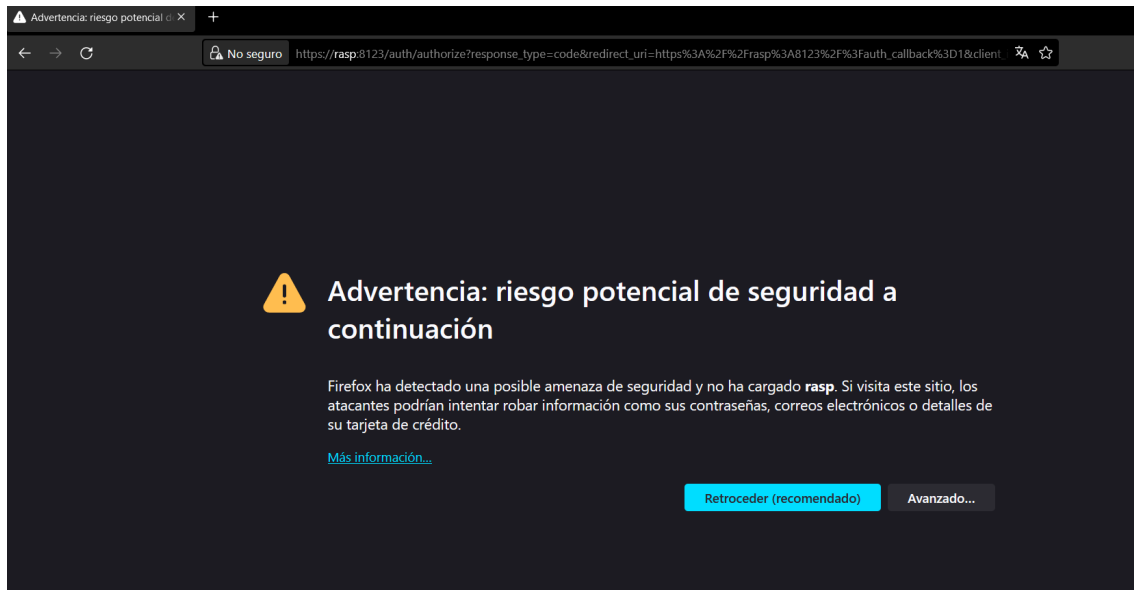 Advertencia: riesgo potencial d
No seguro https://rasp:8123/auth/authorize?response_type=code&redirect_uri=https%3A%2F%2Frasp%3A8123%2F%3Fauth_callback%3D1&client_
Advertencia: riesgo potencial de seguridad a
continuación
Firefox ha detectado una posible amenaza de seguridad y no ha cargado rasp. Si visita este sitio, los
atacantes podrían intentar robar información como sus contraseñas, correos electrónicos o detalles de
su tarjeta de crédito.
Más información...
Retroceder (recomendado) Avanzado...